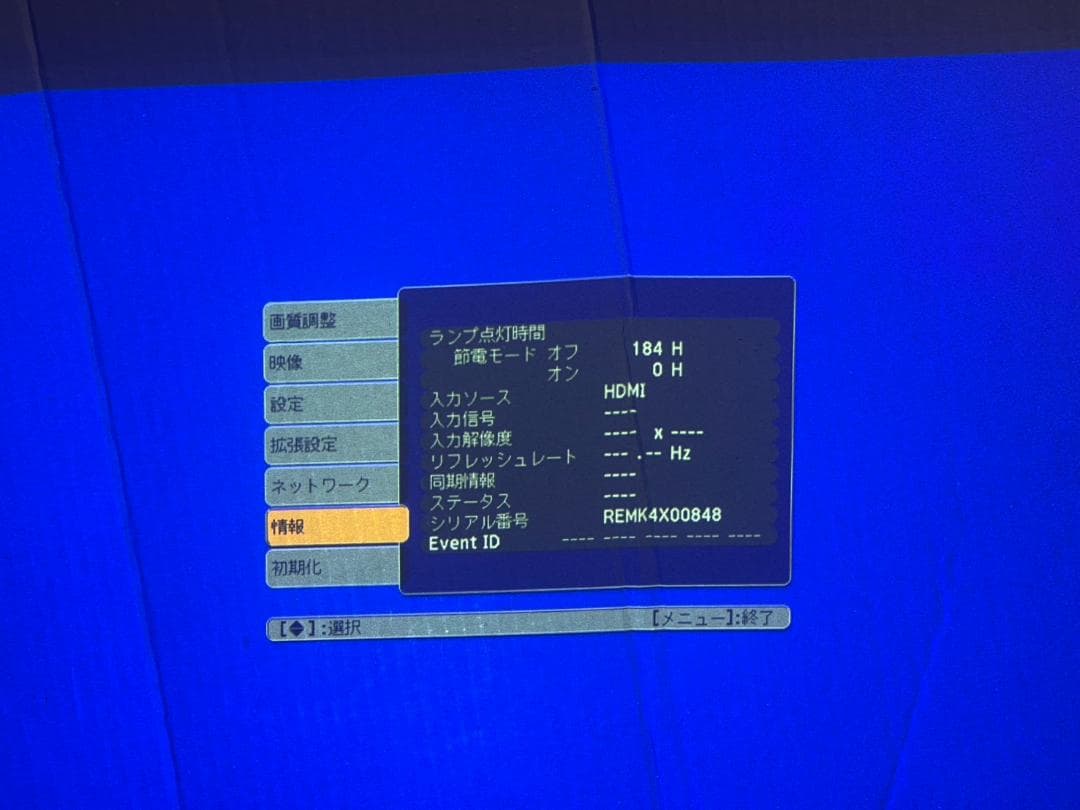 画質調整
映像
設定
拡張設定
ネットワーク
情報
初期化
ランプ点灯時間
節電モード オフ 184 H
オン 0 H
入力ソース HDMI
入力信号 ----
入力解像度 ---- x ----
リフレッシュレート --- .-- Hz
同期情報 ----
ステータス ----
シリアル番号 REMK4X00848
Event ID ---- ---- ---- ---- ----
[◆]:選択 [メニュー]:終了